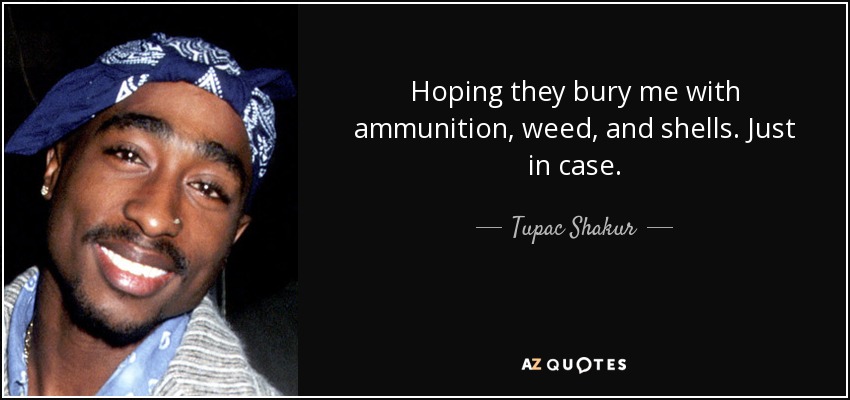 Hoping they bury me with
ammunition, weed, and shells. Just
in case.
Tupac Shakur
AZ QUOTES